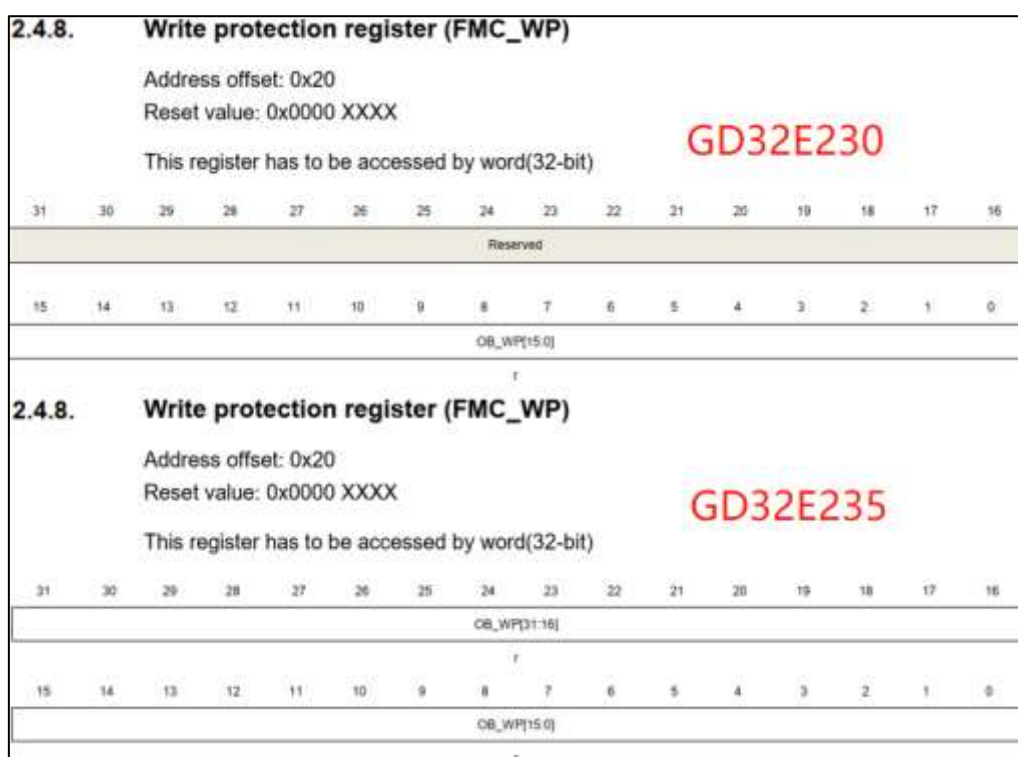 2.4.8. Write protection register (FMC_WP)
Address offset: 0x20
Reset value: 0x0000 XXXX
GD32E230
This register has to be accessed by word(32-bit)
31 30 29 28 27 26 25 24 23 22 21 20 19 18 17 16
Reserved
15 14 13 12 11 10 9 8 7 6 5 4 3 2 1 0
OB_WP[15:0]
r
2.4.8. Write protection register (FMC_WP)
Address offset: 0x20
Reset value: 0x0000 XXXX
GD32E235
This register has to be accessed by word(32-bit)
31 30 29 28 27 26 25 24 23 22 21 20 19 18 17 16
OB_WP[31:16]
r
15 14 13 12 11 10 9 8 7 6 5 4 3 2 1 0
OB_WP[15:0]